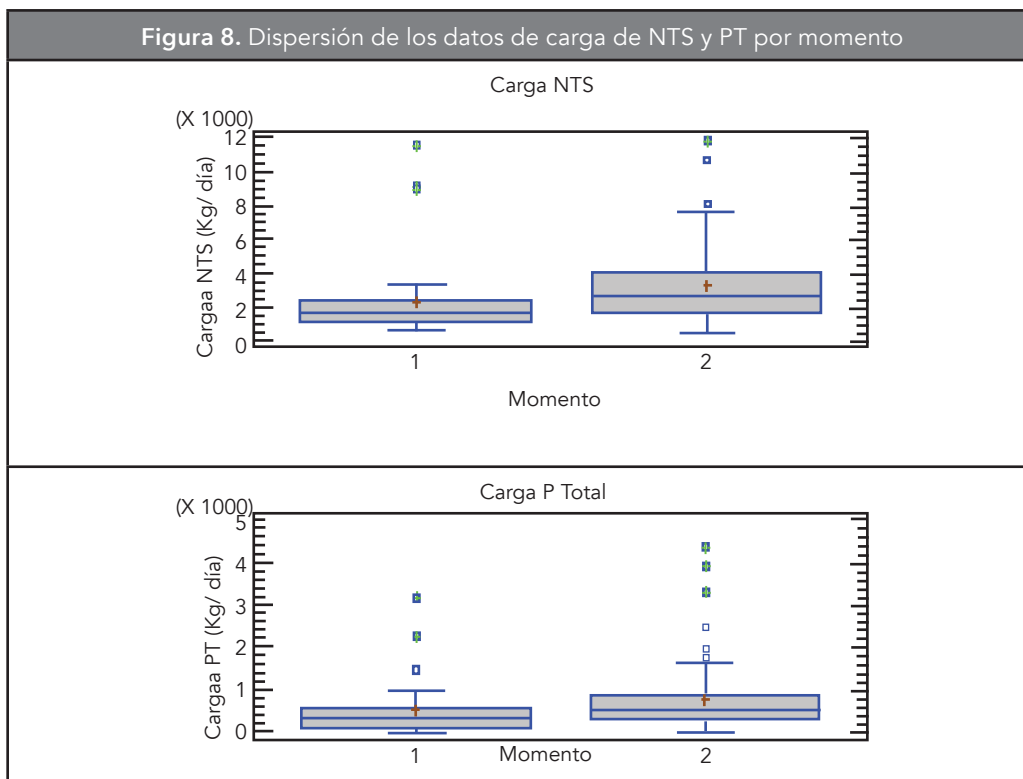 Figura 8. Dispersión de los datos de carga de NTS y PT por momento
Carga NTS
(X 1000)
Cargaa NTS (Kg/ día)
12
10
8
6
4
2
0
1
2
Momento
Carga P Total
(X 1000)
Cargaa PT (Kg/ día)
5
4
3
2
1
0
1
2
Momento